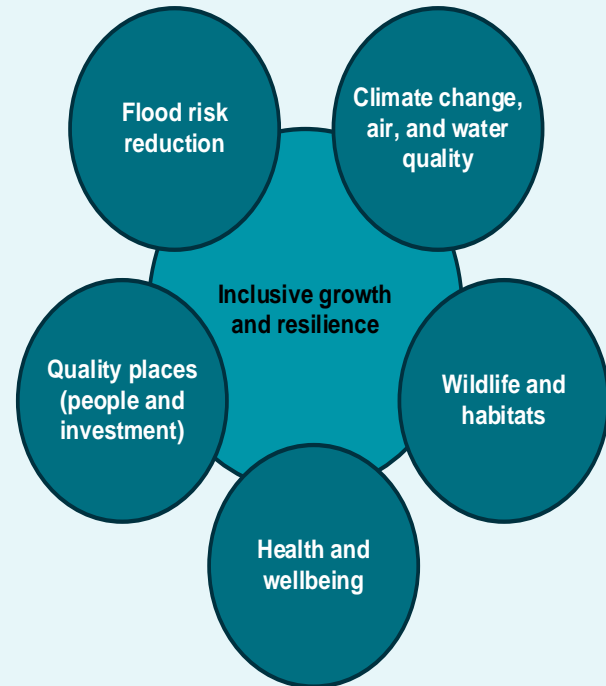 Flood risk
reduction
Climate change,
air, and water
quality
Inclusive growth
and resilience
Quality places
(people and
investment)
Wildlife and
habitats
Health and
wellbeing